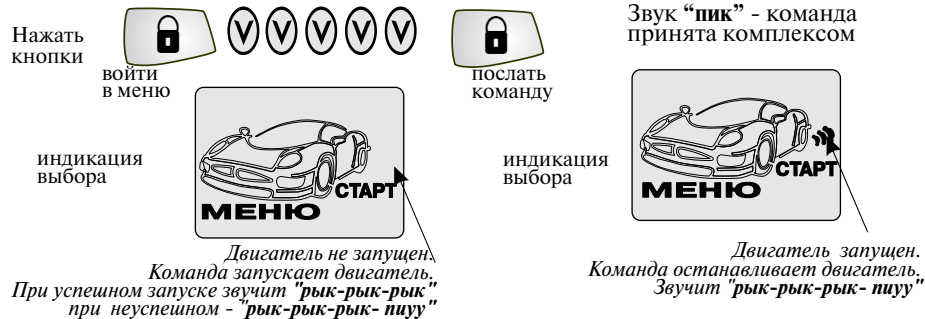 Нажать
кнопки
войти
в меню
V V V V V
послать
команду
Звук “пик” - команда
принята комплексом
индикация
выбора
СТАРТ
МЕНЮ
Двигатель не запущен.
Команда запускает двигатель.
При успешном запуске звучит "рык-рык-рык"
при неуспешном - "рык-рык-рык- пиуу"
индикация
выбора
СТАРТ
МЕНЮ
Двигатель запущен.
Команда останавливает двигатель.
Звучит "рык-рык-рык- пиуу"